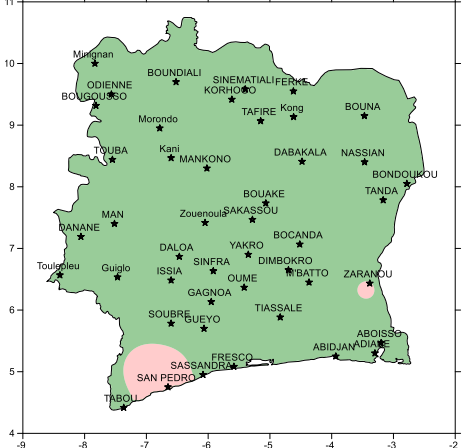 11
Minignan
10
BOUNDIALI
SINEMATIALI
FERKE
ODIENNE
KORHOGO
BOUGOUSSO
TAFIRE
Kong
BOUNA
9
Morondo
TOUBA
Kani
MANKONO
DABAKALA
NASSIAN
BONDOUKOU
8
BOUAKE
TANDA
MAN
Zouenoula
SAKASSOU
DANANE
BOCANDA
7
DALOA
YAKRO
Toulepleu
Guiglo
ISSIA
SINFRA
DIMBOKRO
M'BATTO
ZARANOU
OUME
GAGNOA
6
SOUBRE
GUEYO
TIASSALE
ABOISSO
ABIDJAN
ADIAKE
FRESCO
SASSANDRA
5
SAN PEDRO
TABOU
4
-9 -8 -7 -6 -5 -4 -3 -2